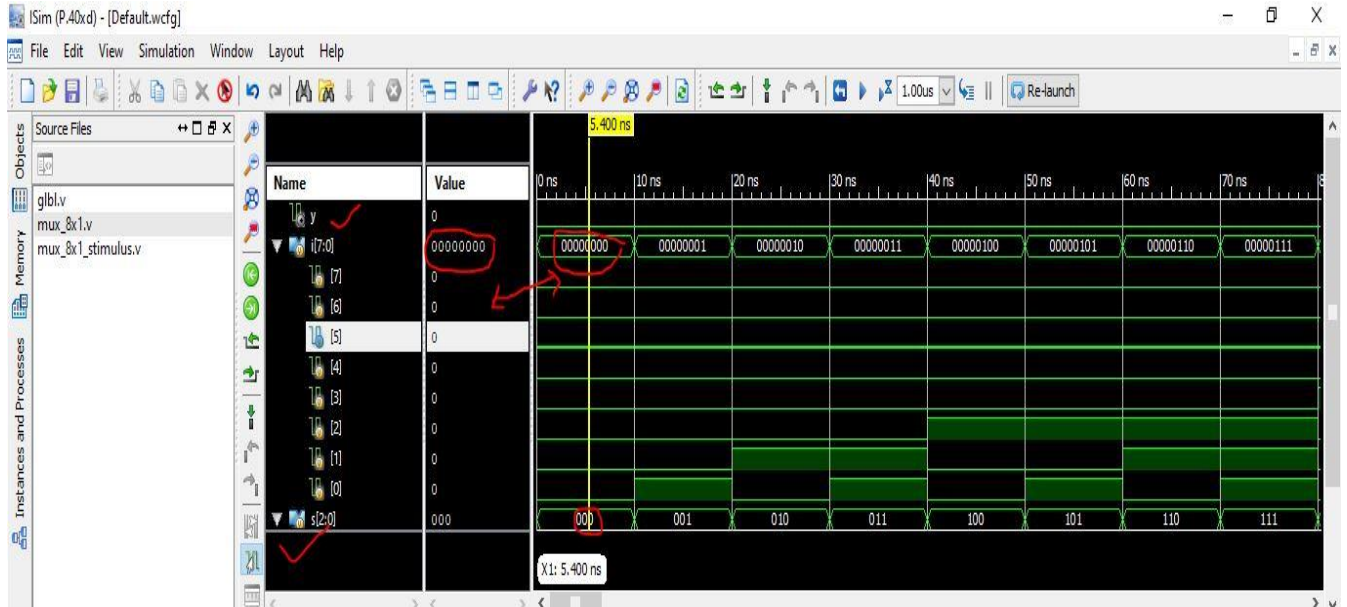 ISim (P.40xd) - [Default.wcfg]
File Edit View Simulation Window Layout Help
1.00us Re-launch
Objects
Memory
Instances and Processes
Source Files
glbl.v
mux_8x1.v
mux_8x1_stimulus.v
5.400 ns
Name Value 0 ns 10 ns 20 ns 30 ns 40 ns 50 ns 60 ns 70 ns
y 0
i[7:0] 00000000 00000000 00000001 00000010 00000011 00000100 00000101 00000110 00000111
[7] 0
[6] 0
[5] 0
[4] 0
[3] 0
[2] 0
[1] 0
[0] 0
s[2:0] 000 000 001 010 011 100 101 110 111
X1: 5.400 ns